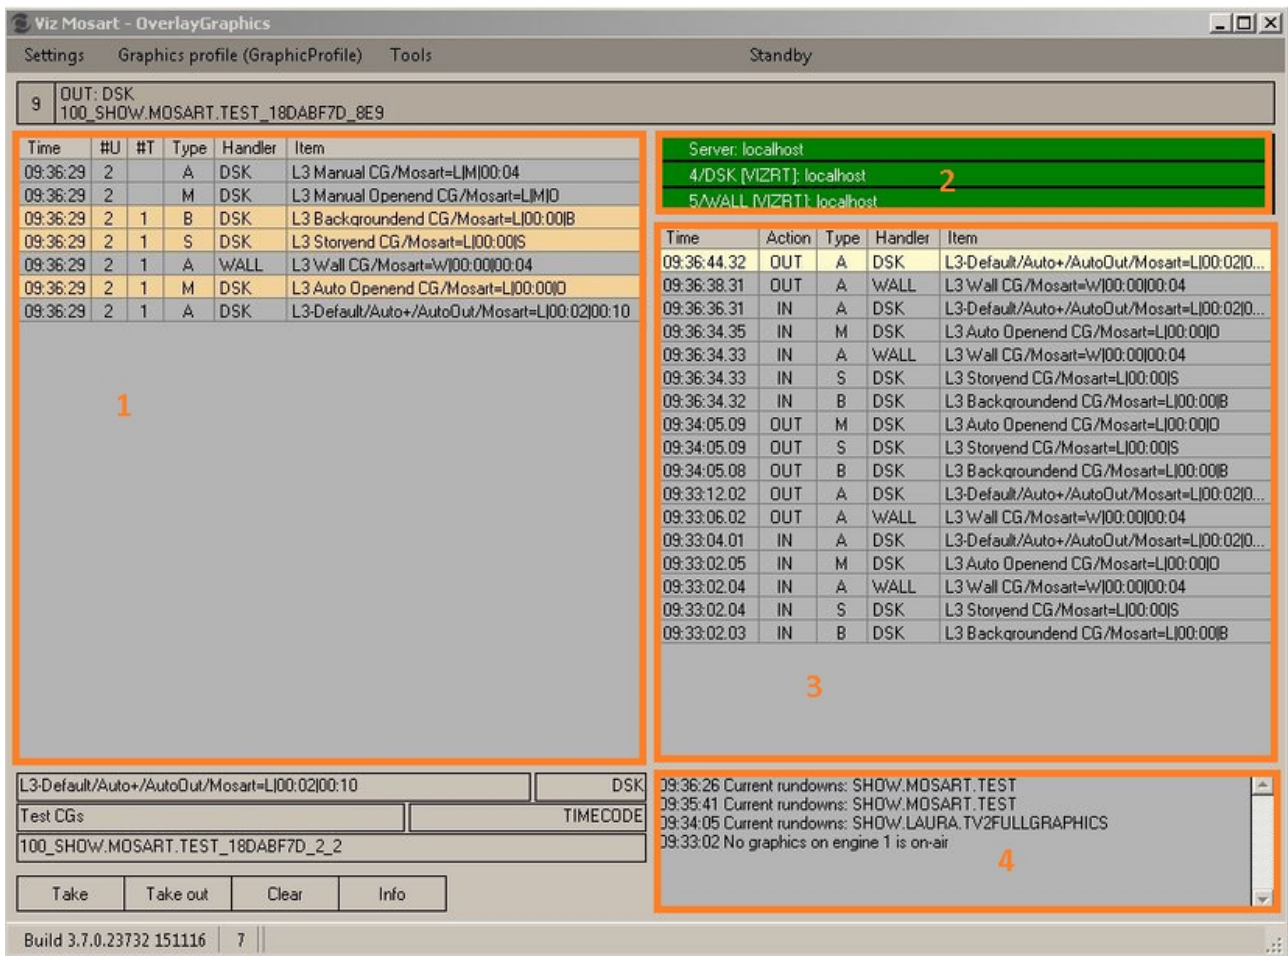 Viz Mosart - OverlayGraphics
Settings Graphics profile (GraphicProfile) Tools Standby
9 OUT: DSK
100_SHOW.MOSART.TEST_18DABF7D_8E9
Time #U #T Type Handler Item
09:36:29 2 A DSK L3 Manual CG/Mosart=L|M|00:04
09:36:29 2 M DSK L3 Manual Openend CG/Mosart=L|M|O
09:36:29 2 1 B DSK L3 Backgroundend CG/Mosart=L|00:00|B
09:36:29 2 1 S DSK L3 Storyend CG/Mosart=L|00:00|S
09:36:29 2 1 A WALL L3 Wall CG/Mosart=W|00:00|00:04
09:36:29 2 1 M DSK L3 Auto Openend CG/Mosart=L|00:00|O
09:36:29 2 1 A DSK L3-Default/Auto+/AutoOut/Mosart=L|00:02|00:10
1
Server: localhost
4/DSK [VIZRT]: localhost
5/WALL [VIZRT]: localhost
2
Time Action Type Handler Item
09:36:44.32 OUT A DSK L3-Default/Auto+/AutoOut/Mosart=L|00:02|0...
09:36:38.31 OUT A WALL L3 Wall CG/Mosart=W|00:00|00:04
09:36:36.31 IN A DSK L3-Default/Auto+/AutoOut/Mosart=L|00:02|0...
09:36:34.35 IN M DSK L3 Auto Openend CG/Mosart=L|00:00|O
09:36:34.33 IN A WALL L3 Wall CG/Mosart=W|00:00|00:04
09:36:34.33 IN S DSK L3 Storyend CG/Mosart=L|00:00|S
09:36:34.32 IN B DSK L3 Backgroundend CG/Mosart=L|00:00|B
09:34:05.09 OUT M DSK L3 Auto Openend CG/Mosart=L|00:00|O
09:34:05.09 OUT S DSK L3 Storyend CG/Mosart=L|00:00|S
09:34:05.08 OUT B DSK L3 Backgroundend CG/Mosart=L|00:00|B
09:33:12.02 OUT A DSK L3-Default/Auto+/AutoOut/Mosart=L|00:02|0...
09:33:06.02 OUT A WALL L3 Wall CG/Mosart=W|00:00|00:04
09:33:04.01 IN A DSK L3-Default/Auto+/AutoOut/Mosart=L|00:02|0...
09:33:02.05 IN M DSK L3 Auto Openend CG/Mosart=L|00:00|O
09:33:02.04 IN A WALL L3 Wall CG/Mosart=W|00:00|00:04
09:33:02.04 IN S DSK L3 Storyend CG/Mosart=L|00:00|S
09:33:02.03 IN B DSK L3 Backgroundend CG/Mosart=L|00:00|B
3
L3-Default/Auto+/AutoOut/Mosart=L|00:02|00:10 DSK
Test CGs TIMECODE
100_SHOW.MOSART.TEST_18DABF7D_2_2
Take Take out Clear Info
09:36:26 Current rundowns: SHOW.MOSART.TEST
09:35:41 Current rundowns: SHOW.MOSART.TEST
09:34:05 Current rundowns: SHOW.LAURA.TV2FULLGRAPHICS
09:33:02 No graphics on engine 1 is on-air
4
Build 3.7.0.23732 151116 7